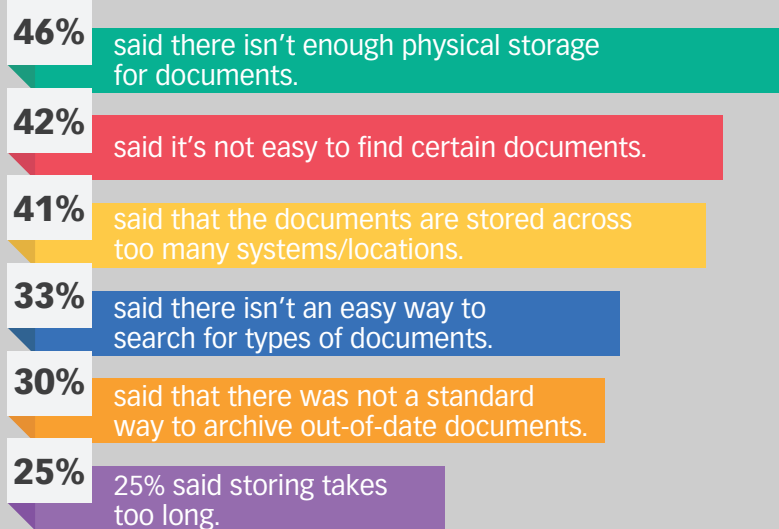 46%
said there isn't enough physical storage
for documents.
42%
said it's not easy to find certain documents.
41%
said that the documents are stored across
too many systems/locations.
33%
said there isn't an easy way to
search for types of documents.
30%
said that there was not a standard
way to archive out-of-date documents.
25%
25% said storing takes
too long.